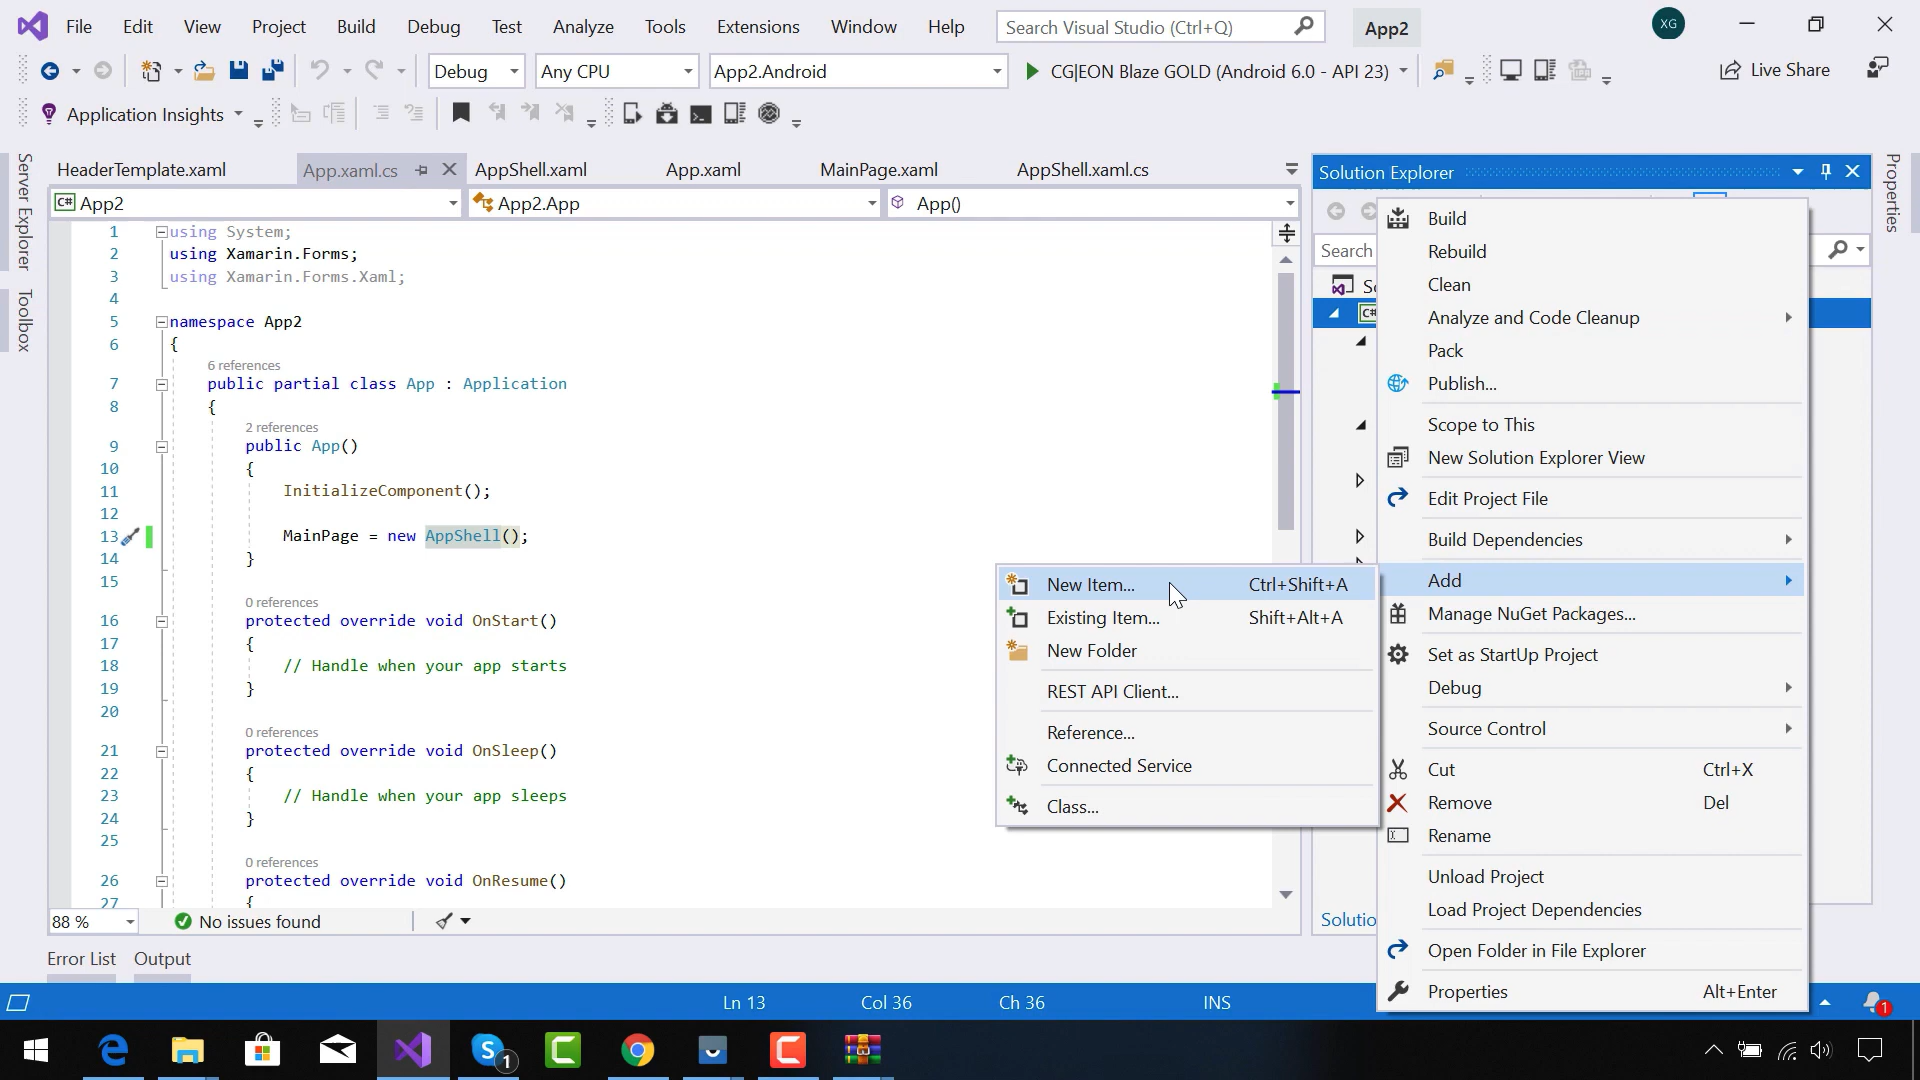 File Edit View Project Build Debug Test Analyze Tools Extensions Window Help Search Visual Studio (Ctrl+Q) App2 XG
Debug Any CPU App2.Android CG|EON Blaze GOLD (Android 6.0 - API 23) Live Share
Application Insights
Server Explorer
Toolbox
HeaderTemplate.xaml App.xaml.cs AppShell.xaml App.xaml MainPage.xaml AppShell.xaml.cs
C# App2 App2.App App()
1 using System;
2 using Xamarin.Forms;
3 using Xamarin.Forms.Xaml;
4
5 namespace App2
6 {
6 references
7 public partial class App : Application
8 {
2 references
9 public App()
10 {
11 InitializeComponent();
12
13 MainPage = new AppShell();
14 }
15
0 references
16 protected override void OnStart()
17 {
18 // Handle when your app starts
19 }
20
0 references
21 protected override void OnSleep()
22 {
23 // Handle when your app sleeps
24 }
25
0 references
26 protected override void OnResume()
27 {
88 % No issues found
Error List Output
Ln 13 Col 36 Ch 36 INS
Solution Explorer
Properties
Search
C#
Solutio
Build
Rebuild
Clean
Analyze and Code Cleanup
Pack
Publish...
Scope to This
New Solution Explorer View
Edit Project File
Build Dependencies
Add
Manage NuGet Packages...
Set as StartUp Project
Debug
Source Control
Cut Ctrl+X
Remove Del
Rename
Unload Project
Load Project Dependencies
Open Folder in File Explorer
Properties Alt+Enter
New Item... Ctrl+Shift+A
Existing Item... Shift+Alt+A
New Folder
REST API Client...
Reference...
Connected Service
Class...
1
1